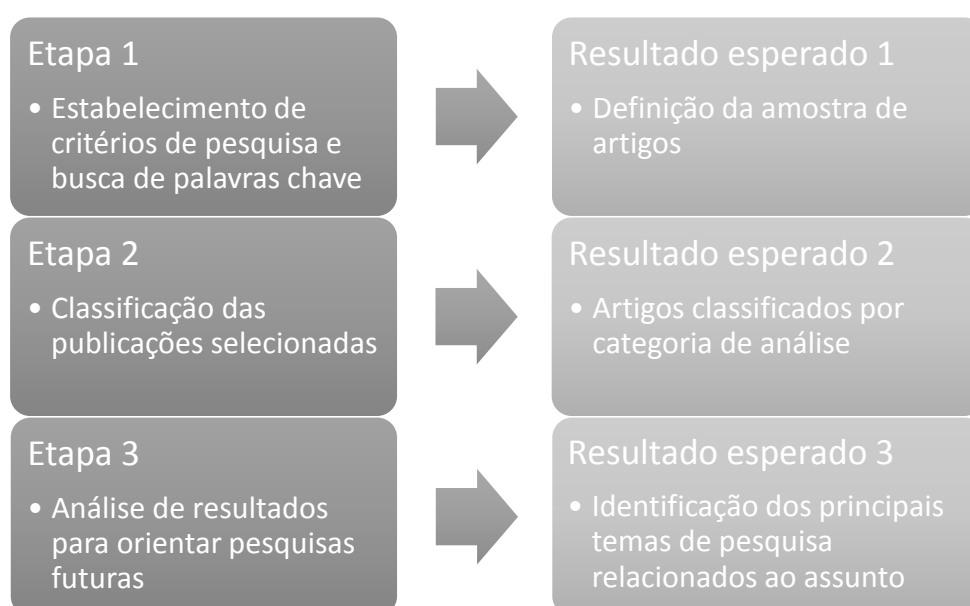 Etapa 1
• Estabelecimento de
critérios de pesquisa e
busca de palavras chave
Resultado esperado 1
• Definição da amostra de
artigos
Etapa 2
• Classificação das
publicações selecionadas
Resultado esperado 2
• Artigos classificados por
categoria de análise
Etapa 3
• Análise de resultados
para orientar pesquisas
futuras
Resultado esperado 3
• Identificação dos principais
temas de pesquisa
relacionados ao assunto